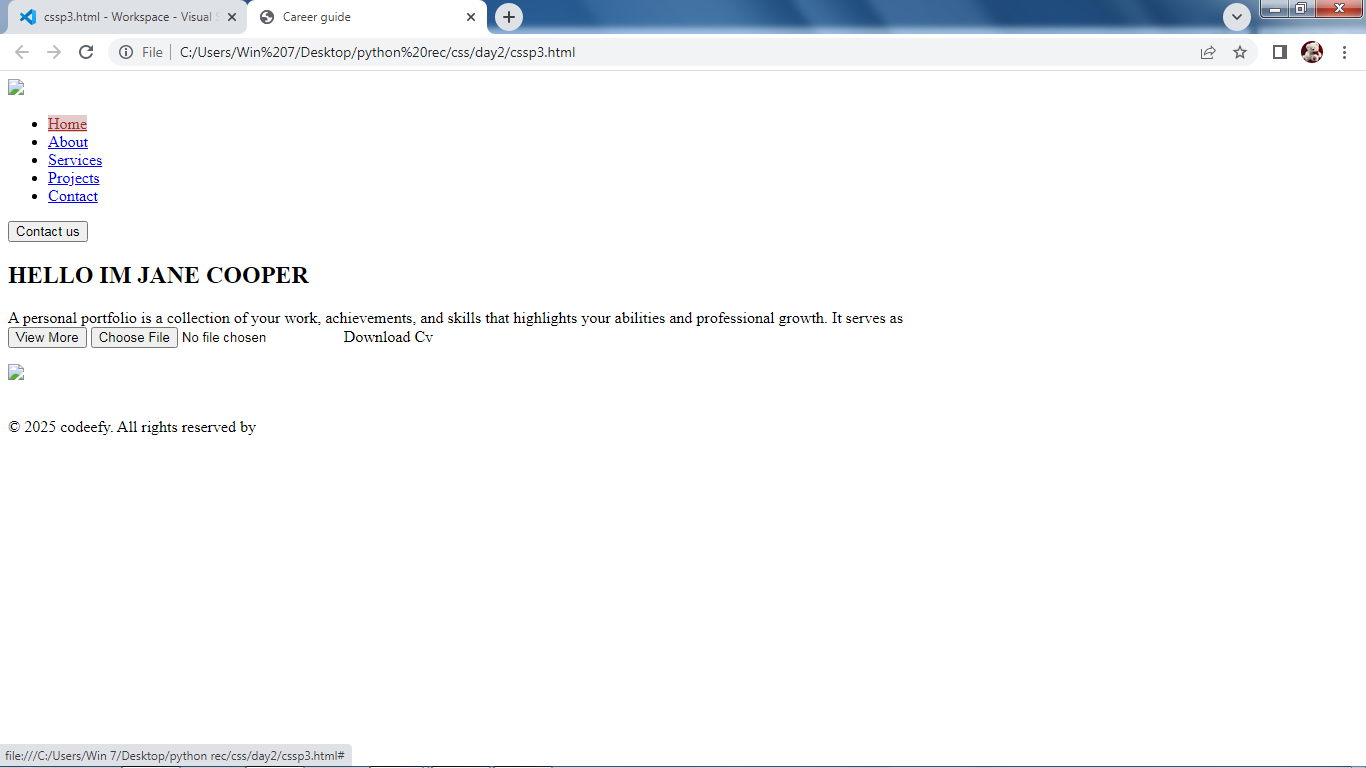 cssp3.html - Workspace - Visual S
Career guide
File
C:/Users/Win%207/Desktop/python%20rec/css/day2/cssp3.html
Home
About
Services
Projects
Contact
Contact us
HELLO IM JANE COOPER
A personal portfolio is a collection of your work, achievements, and skills that highlights your abilities and professional growth. It serves as
View More Choose File No file chosen Download Cv
© 2025 codeefy. All rights reserved by
file:///C:/Users/Win 7/Desktop/python rec/css/day2/cssp3.html#